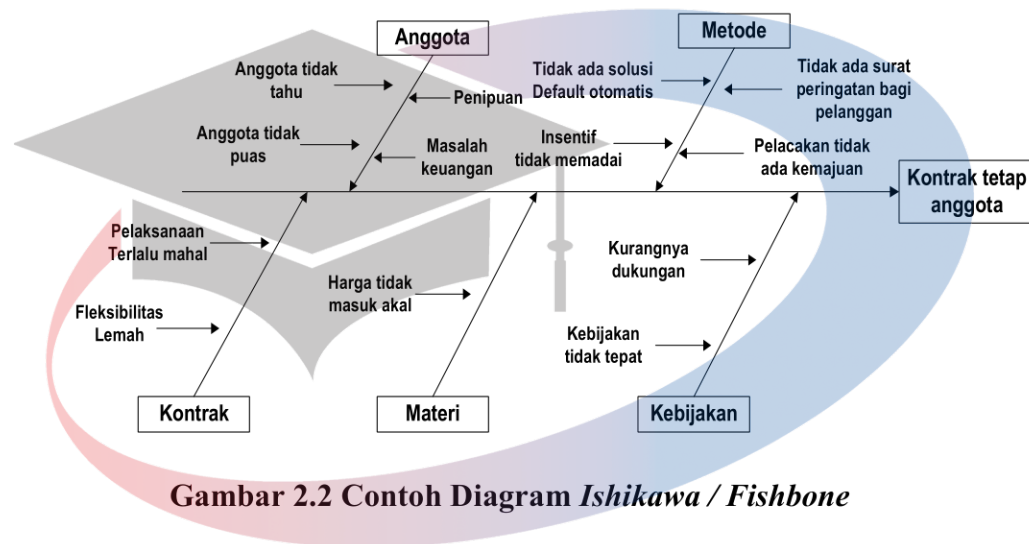 Anggota
Metode
Anggota tidak
tahu
Penipuan
Anggota tidak
puas
Masalah
keuangan
Tidak ada solusi
Default otomatis
Tidak ada surat
peringatan bagi
pelanggan
Insentif
tidak memadai
Pelacakan tidak
ada kemajuan
Kontrak tetap
anggota
Pelaksanaan
Terlalu mahal
Fleksibilitas
Lemah
Harga tidak
masuk akal
Kurangnya
dukungan
Kebijakan
tidak tepat
Kontrak
Materi
Kebijakan
Gambar 2.2 Contoh Diagram Ishikawa / Fishbone